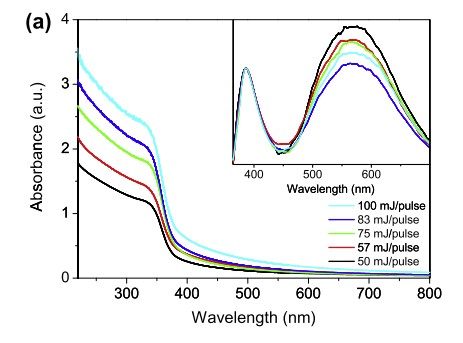 (a)
4
3
2
1
0
Absorbance (a.u.)
300 400 500 600 700 800
Wavelength (nm)
400 500 600
Wavelength (nm)
100 mJ/pulse
83 mJ/pulse
75 mJ/pulse
57 mJ/pulse
50 mJ/pulse